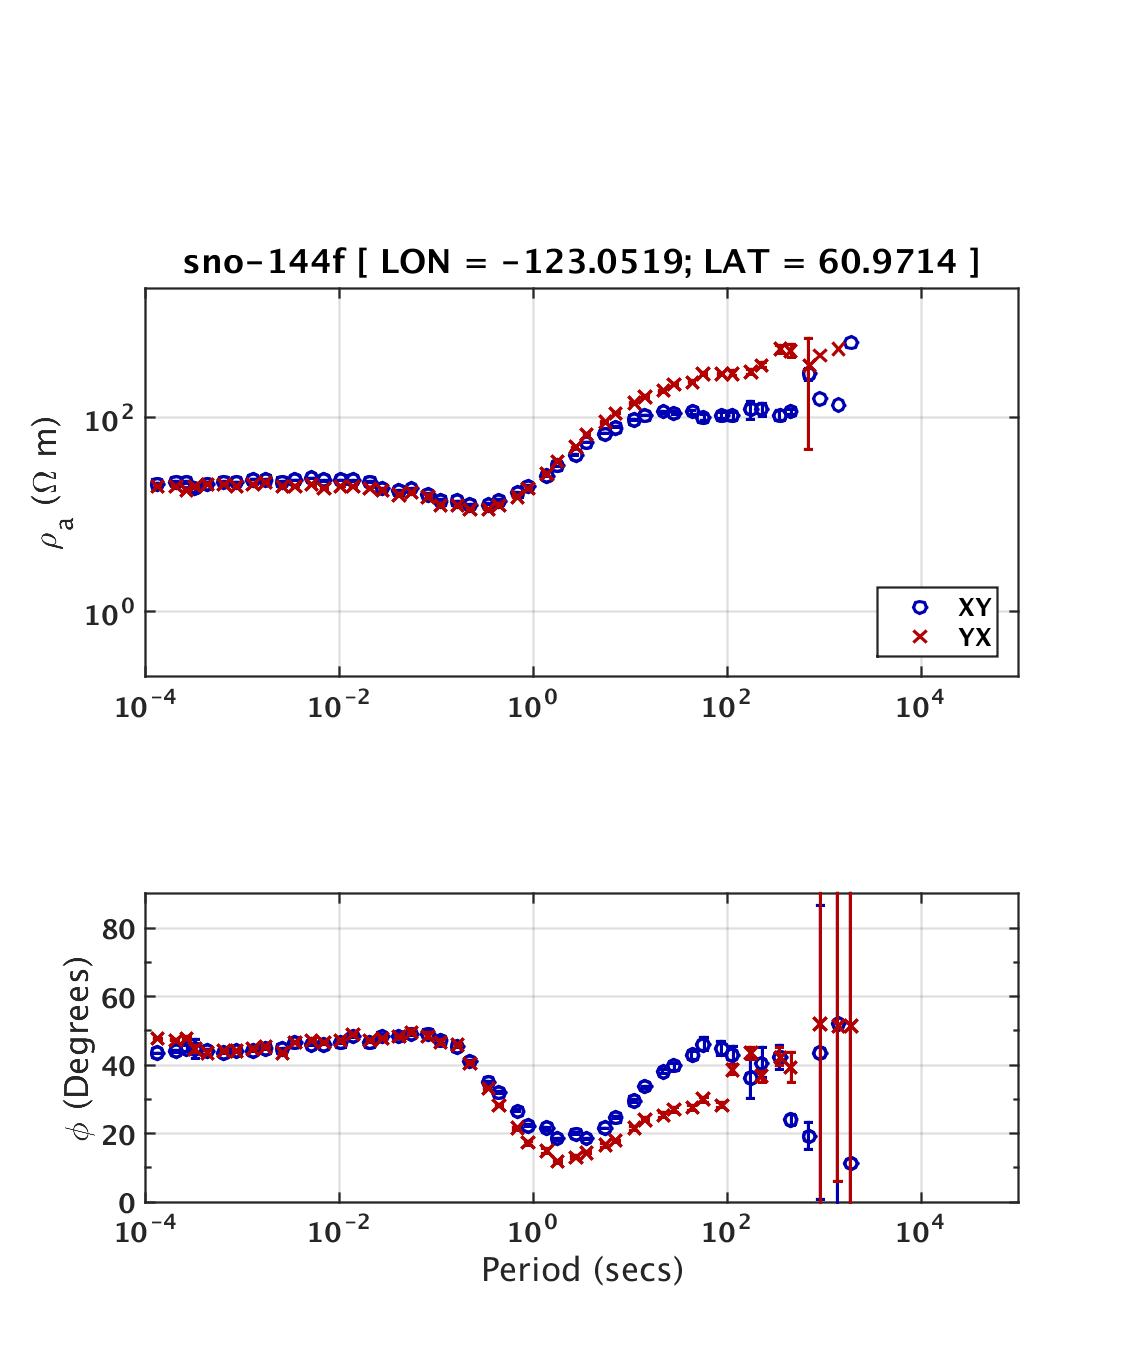 sno-144f [ LON = -123.0519; LAT = 60.9714 ]
ρa (Ω m)
10^2
10^0
XY
YX
10^-4 10^-2 10^0 10^2 10^4
ϕ (Degrees)
80
60
40
20
0
10^-4 10^-2 10^0 10^2 10^4
Period (secs)